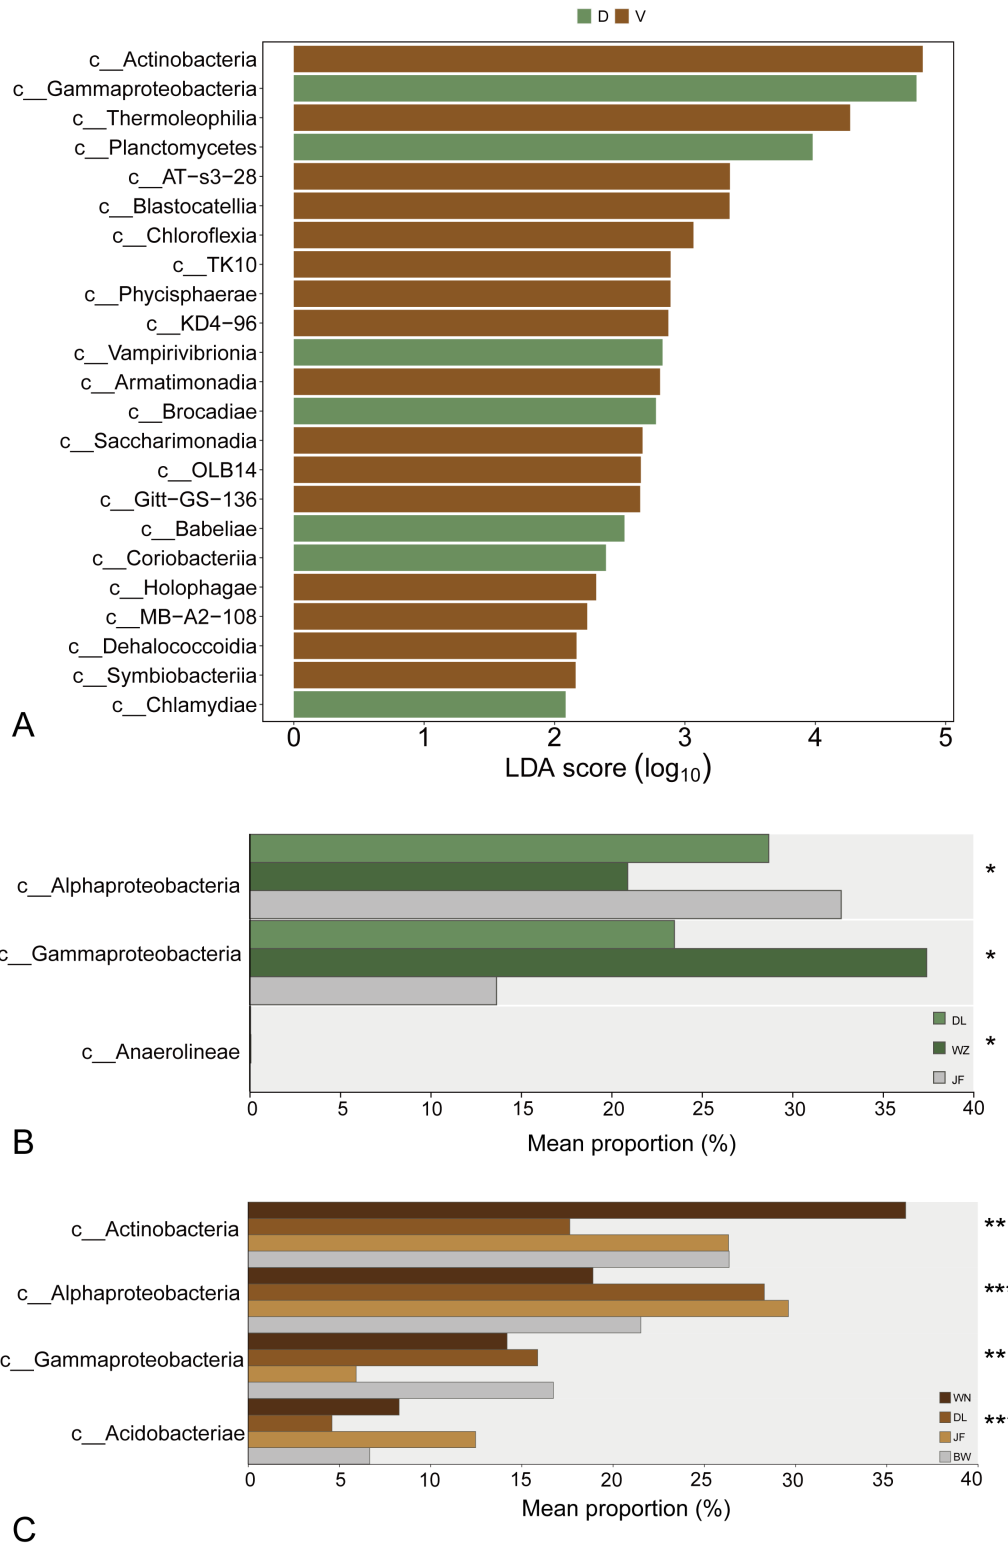 D V
c__Actinobacteria
c__Gammaproteobacteria
c__Thermoleophilia
c__Planctomycetes
c__AT−s3−28
c__Blastocatellia
c__Chloroflexia
c__TK10
c__Phycisphaerae
c__KD4−96
c__Vampirivibrionia
c__Armatimonadia
c__Brocadiae
c__Saccharimonadia
c__OLB14
c__Gitt−GS−136
c__Babeliae
c__Coriobacteriia
c__Holophagae
c__MB−A2−108
c__Dehalococcoidia
c__Symbiobacteriia
c__Chlamydiae
A
0 1 2 3 4 5
LDA score (log10)
c__Alphaproteobacteria *
c__Gammaproteobacteria *
DL
WZ
c__Anaerolineae *
JF
0 5 10 15 20 25 30 35 40
Mean proportion (%)
B
c__Actinobacteria **
c__Alphaproteobacteria ***
c__Gammaproteobacteria **
WN
DL
c__Acidobacteriae ***
JF
BW
0 5 10 15 20 25 30 35 40
Mean proportion (%)
C